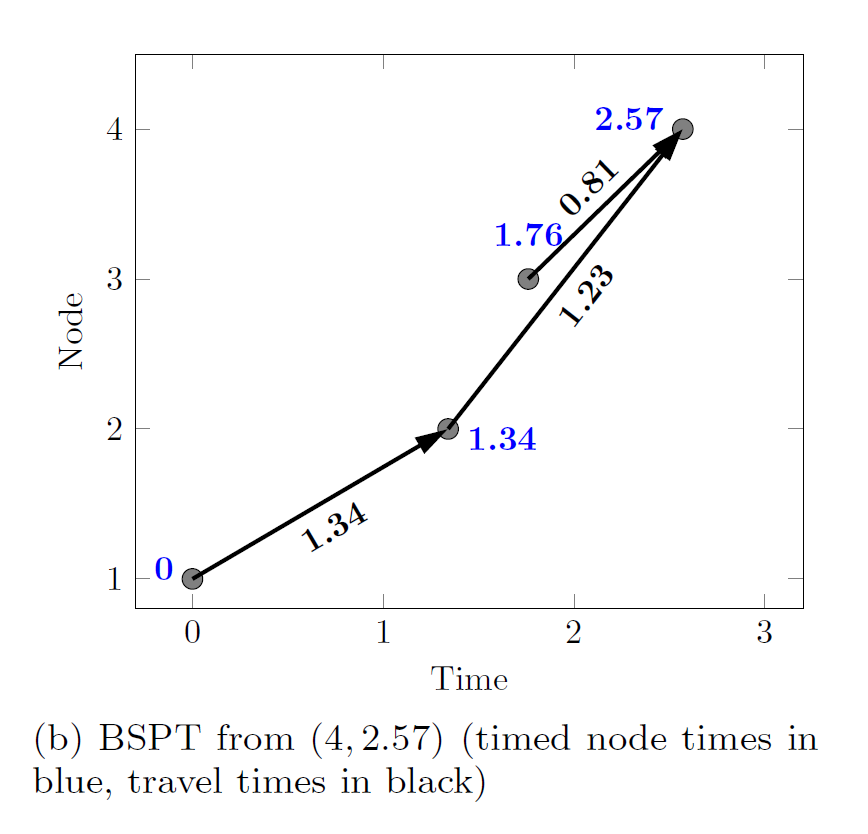 4
3
2
1
Node
2.57
0.81
1.76
1.23
1.34
1.34
0
0 1 2 3
Time
(b) BSPT from (4, 2.57) (timed node times in
blue, travel times in black)